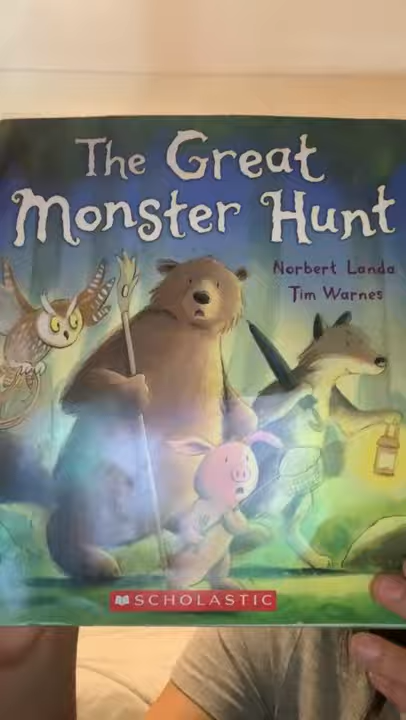 The Great
Monster Hunt
Norbert Landa
Tim Warnes
SCHOLASTIC